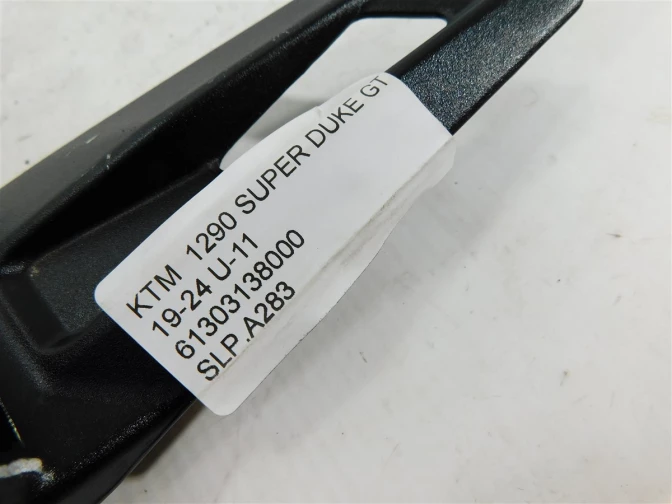 KTM 1290 SUPER DUKE GT
19-24 U-11
61303138000
SLP.A283